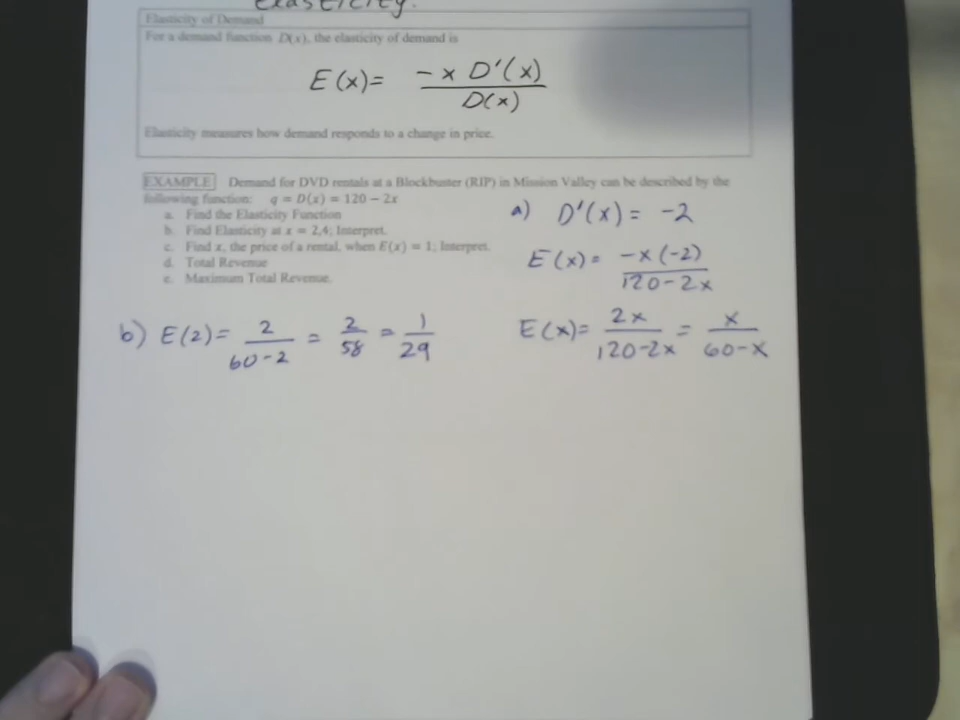 elasticity.
Elasticity of Demand
For a demand function D(x), the elasticity of demand is
E(x)= -x D'(x) / D(x)
Elasticity measures how demand responds to a change in price.
EXAMPLE Demand for DVD rentals at a Blockbuster (RIP) in Mission Valley can be described by the
following function: q = D(x) = 120 − 2x
a. Find the Elasticity Function
b. Find Elasticity at x = 2,4; Interpret.
c. Find x, the price of a rental, when E(x) = 1; Interpret.
d. Total Revenue
e. Maximum Total Revenue.
a) D'(x) = -2
E(x)= -x(-2) / 120-2x
E(x)= 2x / 120-2x = x / 60-x
b) E(2)= 2 / 60-2 = 2 / 58 = 1 / 29